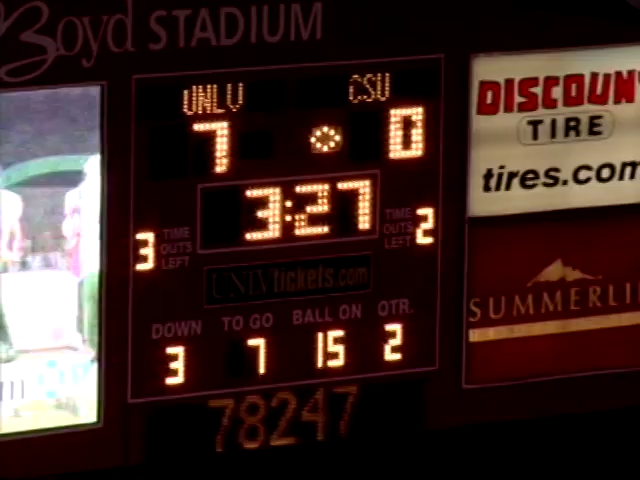 Boyd STADIUM
UNLV CSU
7 0
3:27
3 TIME OUTS LEFT
TIME OUTS LEFT 2
UNLVtickets.com
DOWN TO GO BALL ON QTR.
3 7 15 2
78247
DISCOUNT
TIRE
tires.com
SUMMERLI